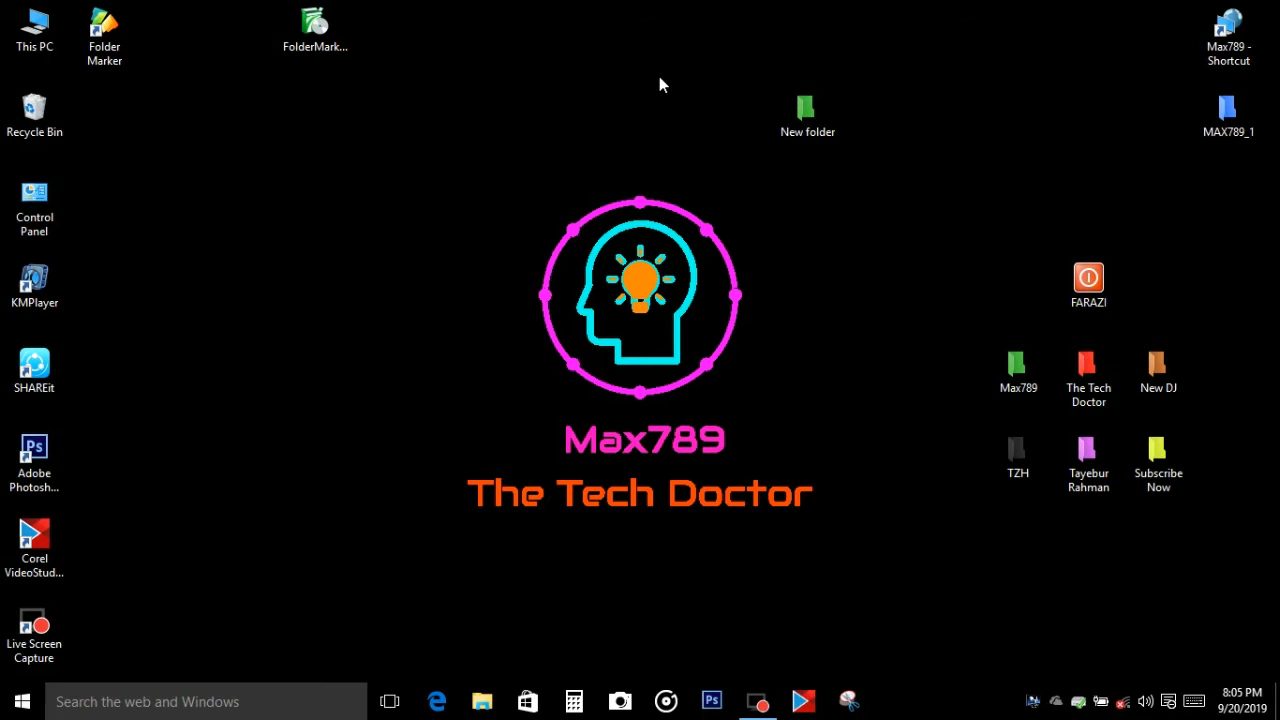 This PC
Folder
Marker
FolderMark...
Max789 -
Shortcut
Recycle Bin
New folder
MAX789_1
Control
Panel
KMPlayer
FARAZI
SHAREit
Max789
The Tech
Doctor
New DJ
Ps
Adobe
Photosh...
Max789
The Tech Doctor
TZH
Tayebur
Rahman
Subscribe
Now
Corel
VideoStud...
Live Screen
Capture
Search the web and Windows
Ps
8:05 PM
9/20/2019